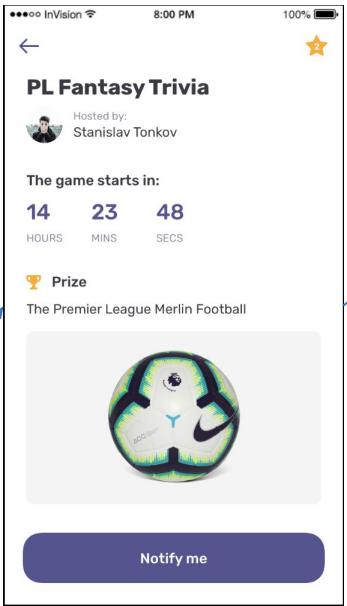 InVision 8:00 PM 100%
2
PL Fantasy Trivia
Hosted by:
Stanislav Tonkov
The game starts in:
14 23 48
HOURS MINS SECS
Prize
The Premier League Merlin Football
Notify me